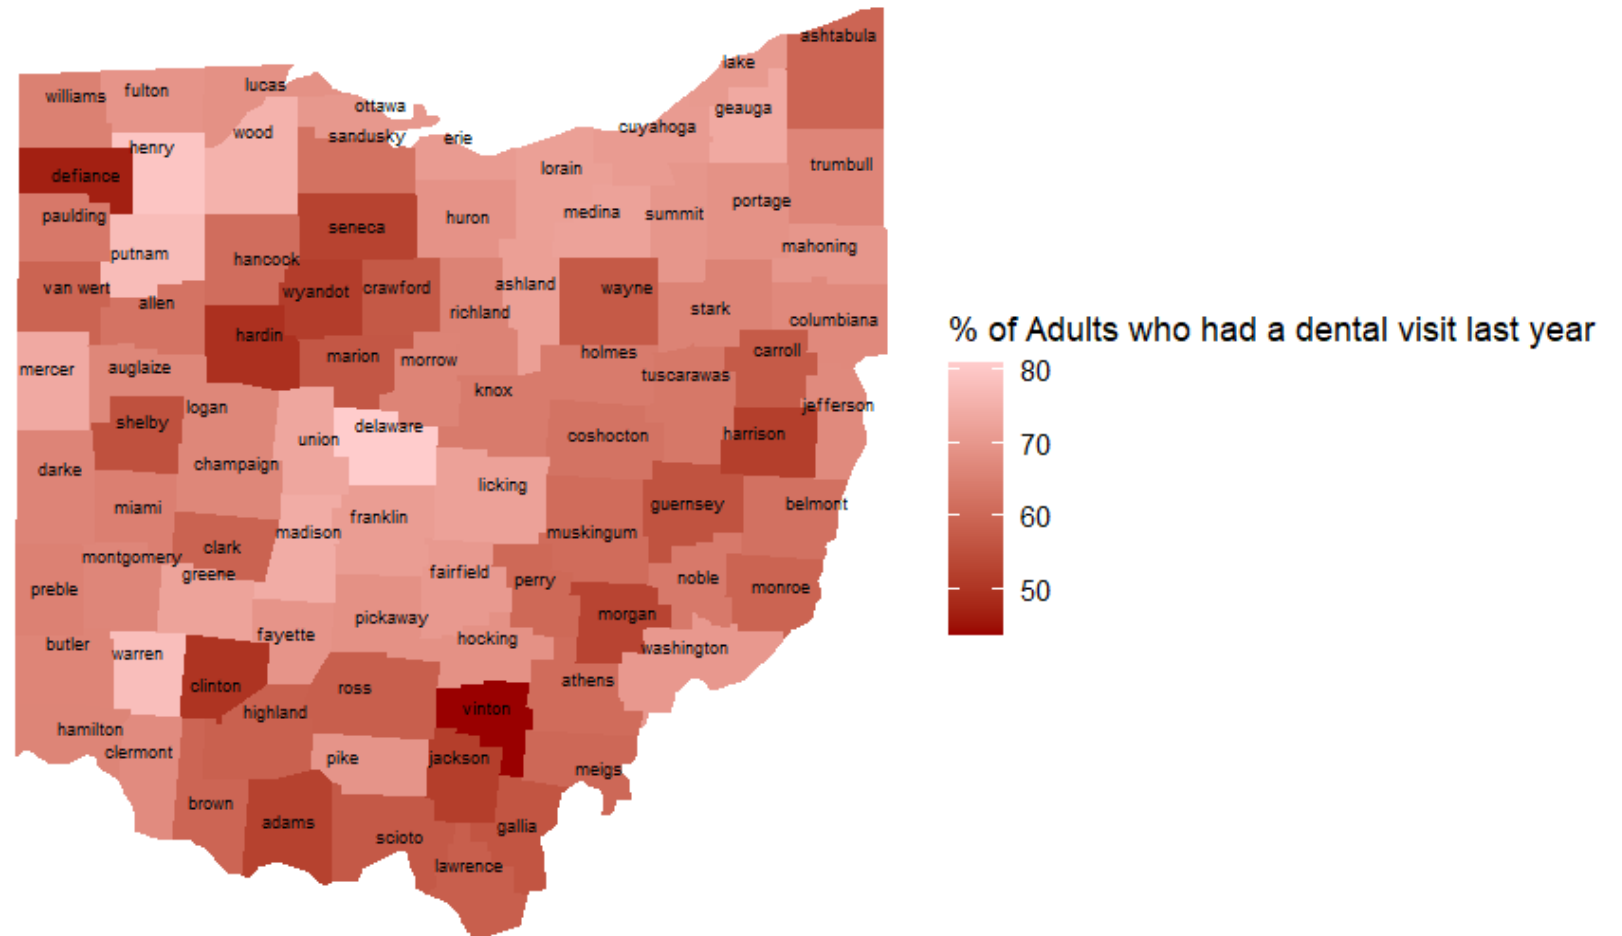 ashtabula
lake
lucas
fulton
williams
ottawa
geauga
cuyahoga
wood
sandusky
erie
henry
trumbull
lorain
defiance
portage
medina
summit
paulding
huron
seneca
mahoning
putnam
hancock
ashland
van wert
wyandot
crawford
wayne
allen
richland
stark
columbiana
hardin
% of Adults who had a dental visit last year
carroll
holmes
marion
morrow
mercer
auglaize
80
tuscarawas
knox
logan
jefferson
shelby
delaware
union
coshocton
harrison
70
champaign
darke
licking
miami
guernsey
belmont
franklin
60
madison
muskingum
clark
montgomery
greene
fairfield
perry
noble
preble
monroe
50
morgan
pickaway
fayette
hocking
butler
warren
washington
athens
clinton
ross
vinton
highland
hamilton
clermont
pike
jackson
meigs
brown
adams
gallia
scioto
lawrence